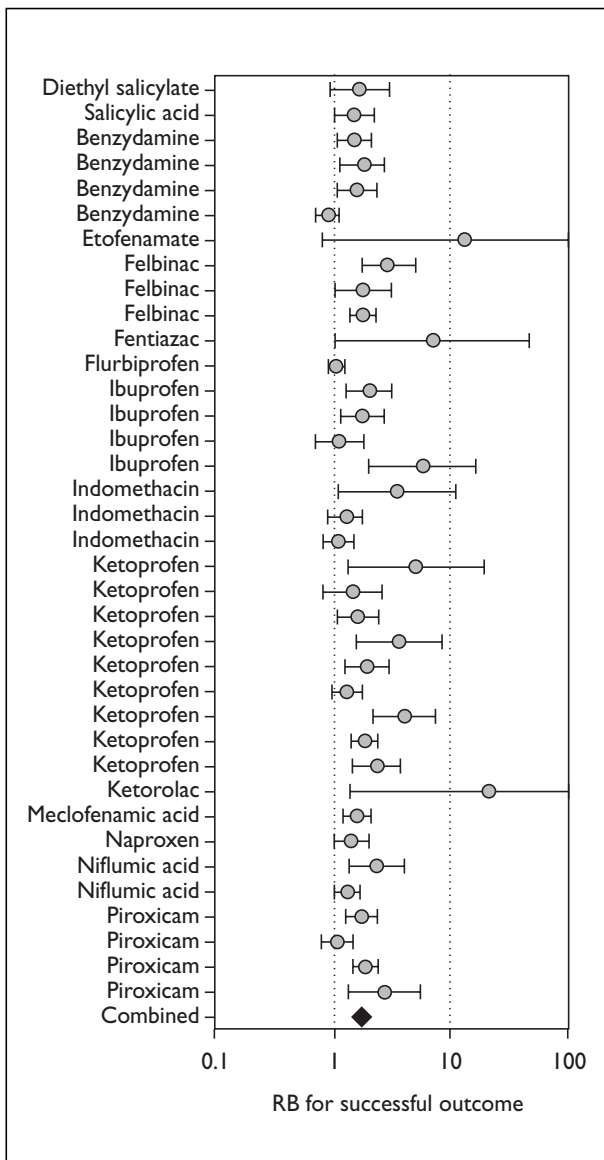 Diethyl salicylate
Salicylic acid
Benzydamine
Benzydamine
Benzydamine
Benzydamine
Etofenamate
Felbinac
Felbinac
Felbinac
Fentiazac
Flurbiprofen
Ibuprofen
Ibuprofen
Ibuprofen
Ibuprofen
Indomethacin
Indomethacin
Indomethacin
Ketoprofen
Ketoprofen
Ketoprofen
Ketoprofen
Ketoprofen
Ketoprofen
Ketoprofen
Ketoprofen
Ketoprofen
Ketorolac
Meclofenamic acid
Naproxen
Niflumic acid
Niflumic acid
Piroxicam
Piroxicam
Piroxicam
Piroxicam
Combined
0.1 1 10 100
RB for successful outcome